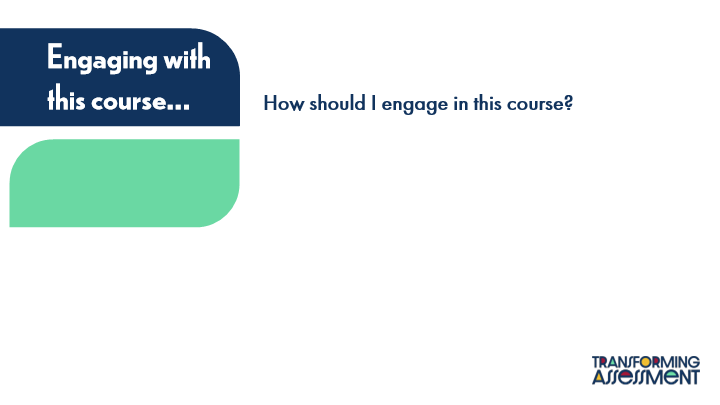 Engaging with
this course...
How should I engage in this course?
TRANSFORMING
ASSESSMENT